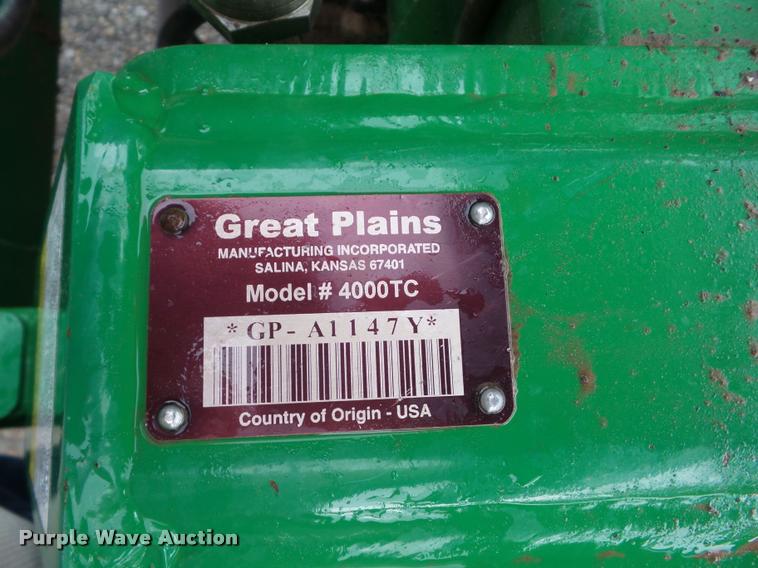 Great Plains
MANUFACTURING INCORPORATED
SALINA, KANSAS 67401
Model # 4000TC
*GP- A1147Y*
Country of Origin - USA
Purple Wave Auction